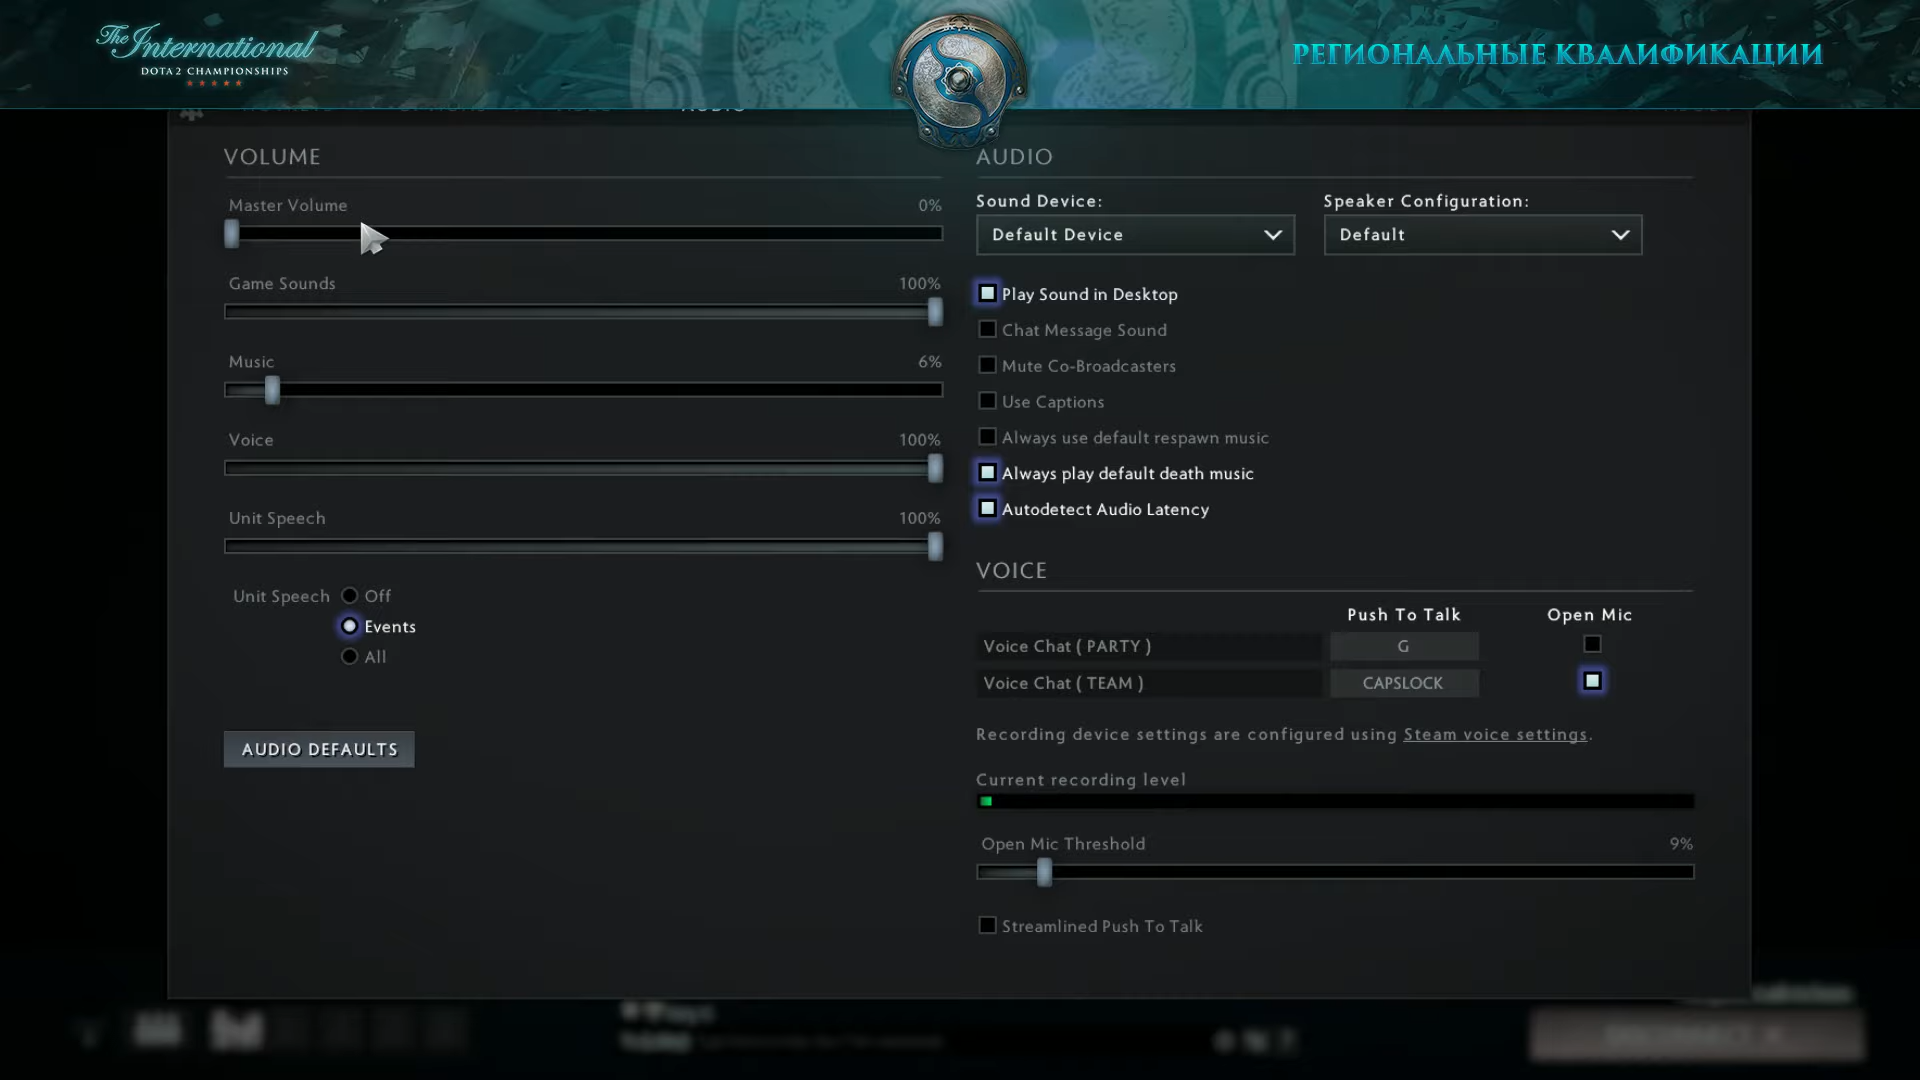 The International
DOTA 2 CHAMPIONSHIPS
РЕГИОНАЛЬНЫЕ КВАЛИФИКАЦИИ
AUDIO
VOLUME
Master Volume 0%
Game Sounds 100%
Music 6%
Voice 100%
Unit Speech 100%
Unit Speech Off
Events
All
AUDIO DEFAULTS
AUDIO
Sound Device: Speaker Configuration:
Default Device Default
Play Sound in Desktop
Chat Message Sound
Mute Co-Broadcasters
Use Captions
Always use default respawn music
Always play default death music
Autodetect Audio Latency
VOICE
Push To Talk Open Mic
Voice Chat ( PARTY ) G
Voice Chat ( TEAM ) CAPSLOCK
Recording device settings are configured using Steam voice settings.
Current recording level
Open Mic Threshold 9%
Streamlined Push To Talk